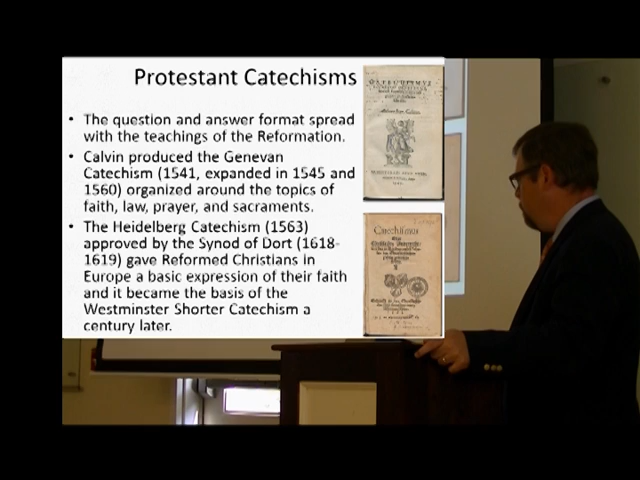 Protestant Catechisms
• The question and answer format spread
with the teachings of the Reformation.
• Calvin produced the Genevan
Catechism (1541, expanded in 1545 and
1560) organized around the topics of
faith, law, prayer, and sacraments.
• The Heidelberg Catechism (1563)
approved by the Synod of Dort (1618-
1619) gave Reformed Christians in
Europe a basic expression of their faith
and it became the basis of the
Westminster Shorter Catechism a
century later.
Catechismus